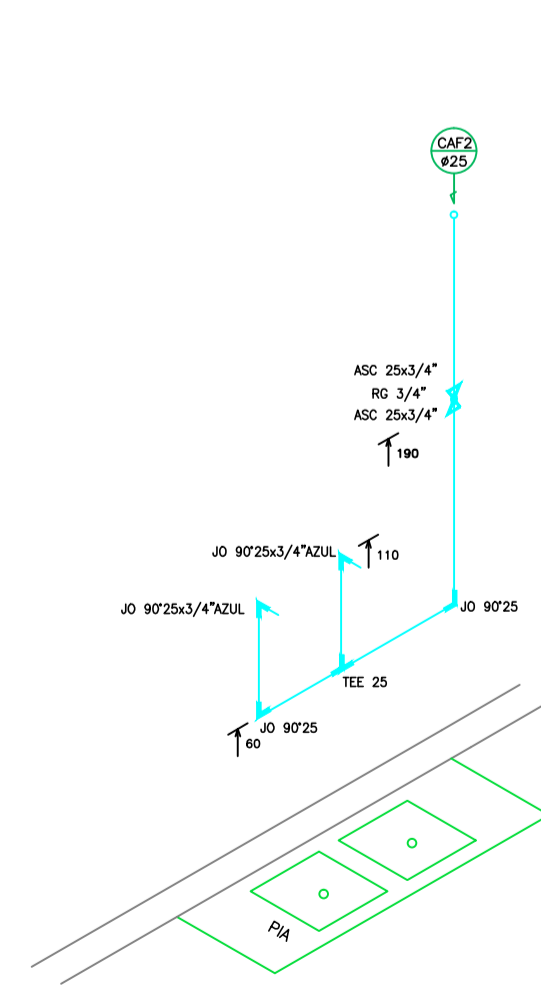 CAF2
ø25
ASC 25x3/4"
RG 3/4"
ASC 25x3/4"
190
JO 90°25x3/4"AZUL
110
JO 90°25x3/4"AZUL
JO 90°25
TEE 25
JO 90°25
60
PIA